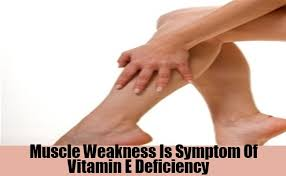 Muscle Weakness Is Symptom Of
Vitamin E Deficiency